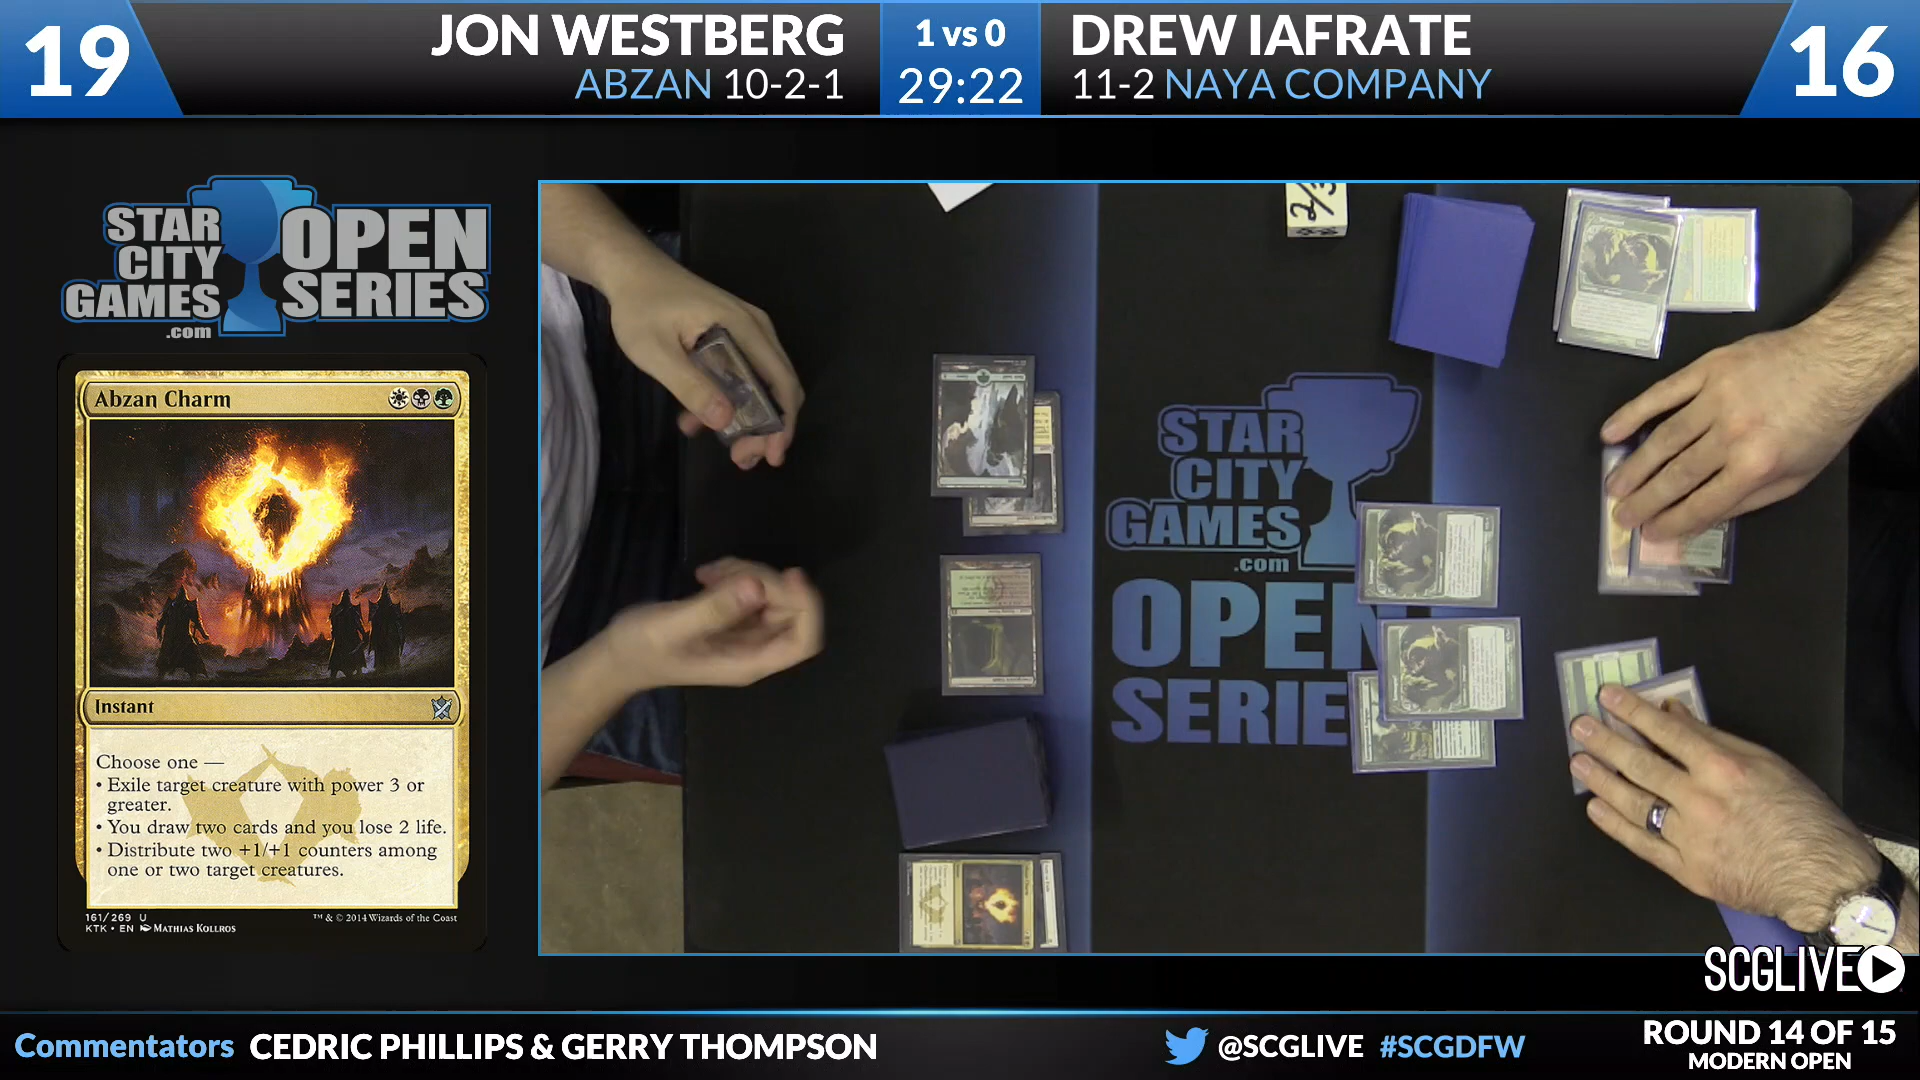 19
JON WESTBERG
ABZAN 10-2-1
1 vs 0
29:22
DREW IAFRATE
11-2 NAYA COMPANY
16
STAR CITY GAMES .com OPEN SERIES
Abzan Charm
Instant
Choose one —
• Exile target creature with power 3 or
greater.
• You draw two cards and you lose 2 life.
• Distribute two +1/+1 counters among
one or two target creatures.
161/269 U
KTK • EN MATHIAS KOLLROS
™ & © 2014 Wizards of the Coast
2/3
STAR
CITY
GAMES
.com
OPEN
SERIE
SCGLIVE
Commentators CEDRIC PHILLIPS & GERRY THOMPSON
@SCGLIVE #SCGDFW
ROUND 14 OF 15
MODERN OPEN